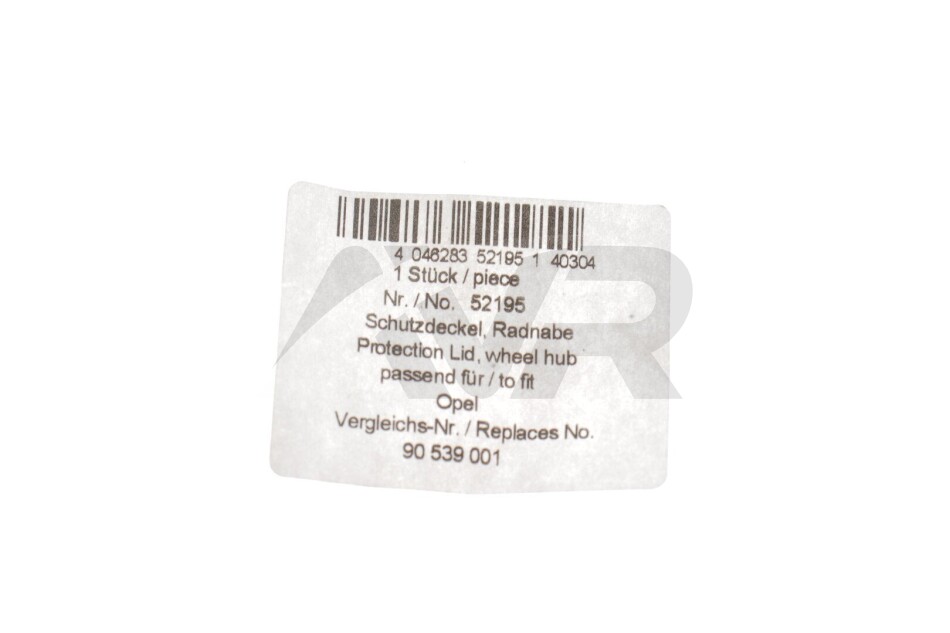 4 046283 52195 1 40304
1 Stück / piece
Nr. / No. 52195
Schutzdeckel, Radnabe
Protection Lid, wheel hub
passend für / to fit
Opel
Vergleichs-Nr. / Replaces No.
90 539 001
VR